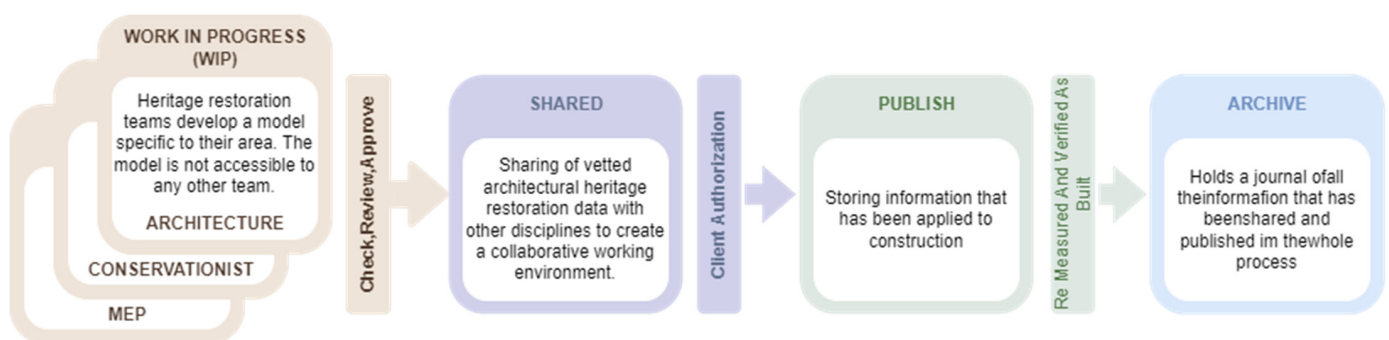 WORK IN PROGRESS
(WIP)
Heritage restoration
teams develop a model
specific to their area. The
model is not accessible to
any other team.
ARCHITECTURE
CONSERVATIONIST
MEP
Check,Review,Approve
SHARED
Sharing of vetted
architectural heritage
restoration data with
other disciplines to create
a collaborative working
environment.
Client Authorization
PUBLISH
Storing information that
has been applied to
construction
Re Measured And Verified As
Built
ARCHIVE
Holds a journal ofall
theinformafion that has
beenshared and
published im thewhole
process